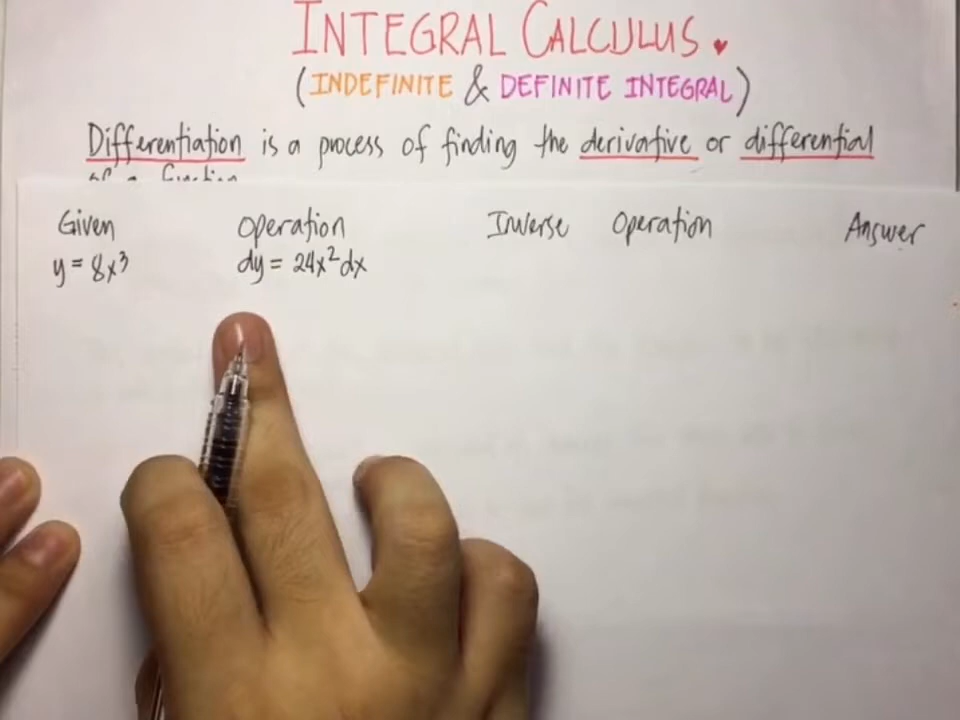 INTEGRAL CALCULUS
(INDEFINITE & DEFINITE INTEGRAL)
Differentiation is a process of finding the derivative or differential
Given Operation Inverse Operation Answer
y = 8x³ dy = 24x²dx